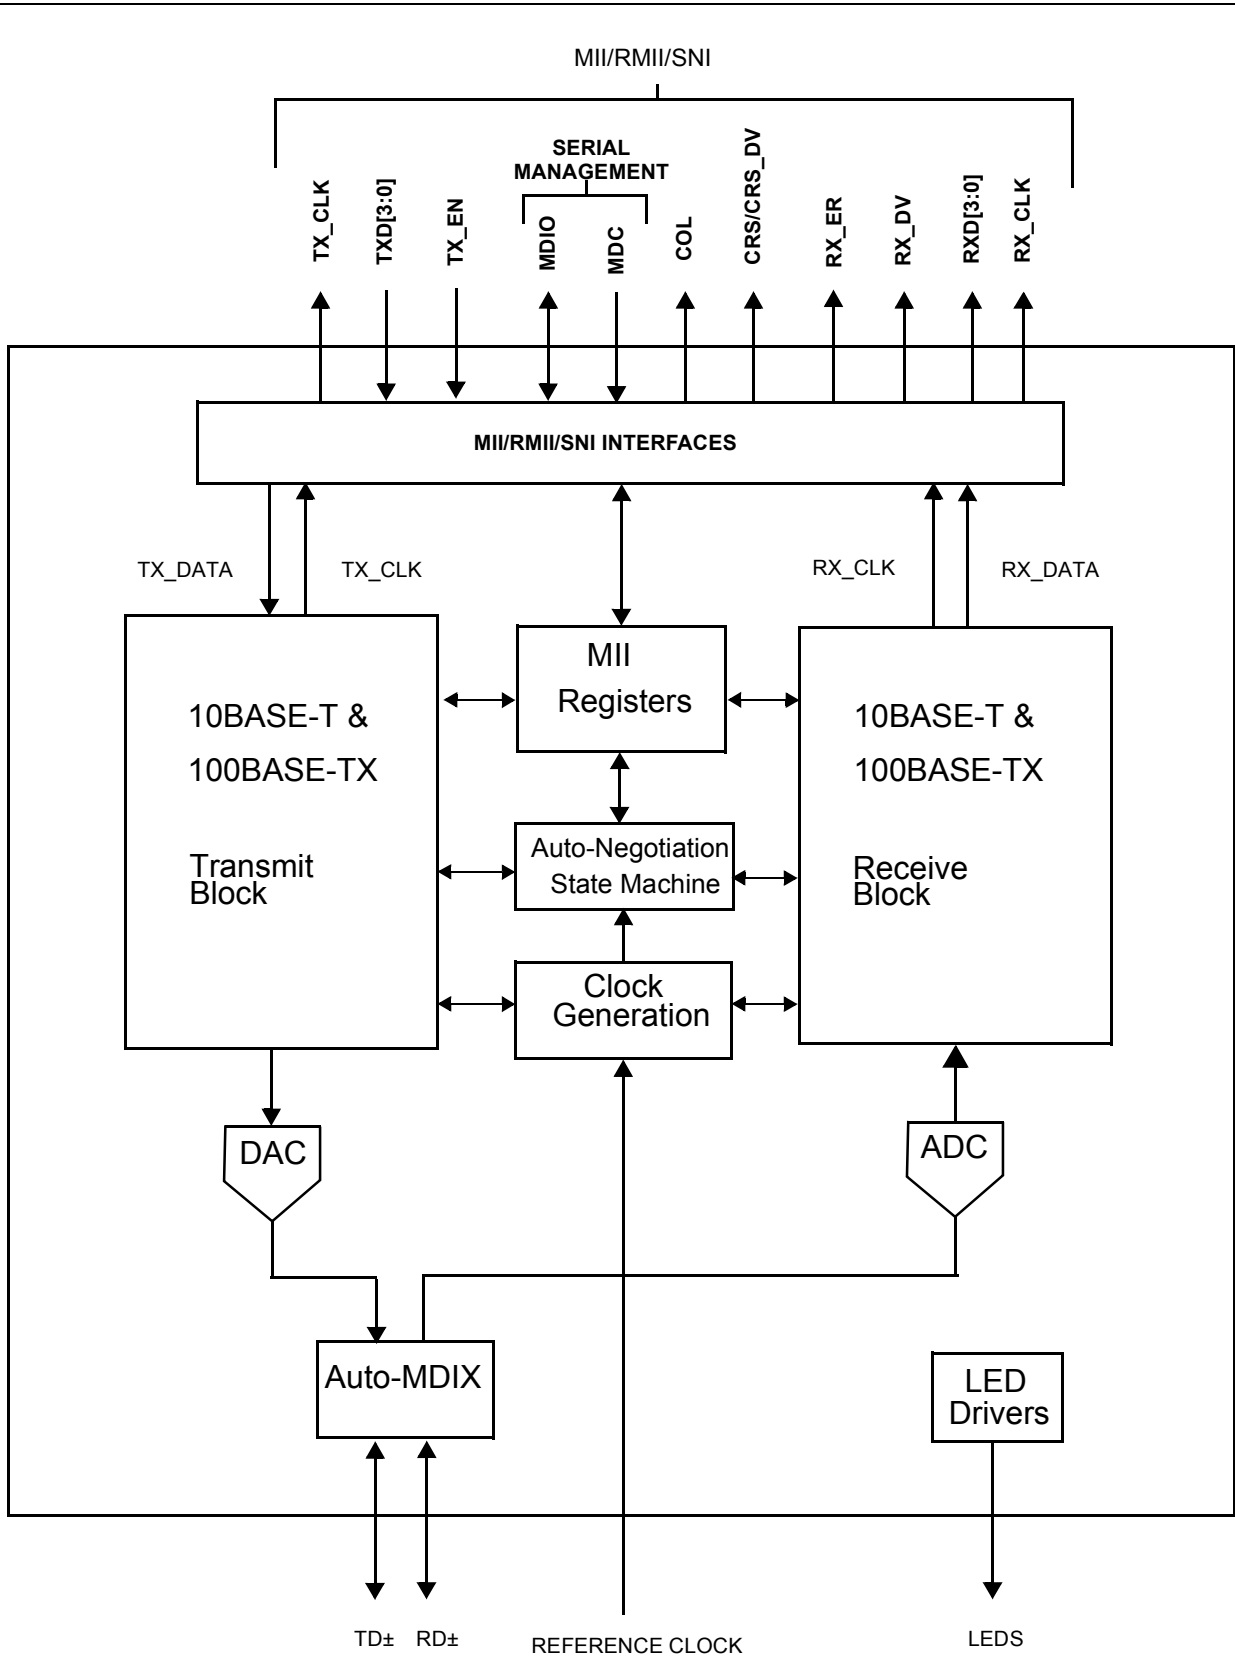 MII/RMII/SNI
SERIAL
MANAGEMENT
TX_CLK
TXD[3:0]
TX_EN
MDIO
MDC
COL
CRS/CRS_DV
RX_ER
RX_DV
RXD[3:0]
RX_CLK
MII/RMII/SNI INTERFACES
TX_DATA
TX_CLK
RX_CLK
RX_DATA
10BASE-T &
100BASE-TX
Transmit
Block
MII
Registers
Auto-Negotiation
State Machine
Clock
Generation
10BASE-T &
100BASE-TX
Receive
Block
DAC
ADC
Auto-MDIX
LED
Drivers
TD±
RD±
REFERENCE CLOCK
LEDS